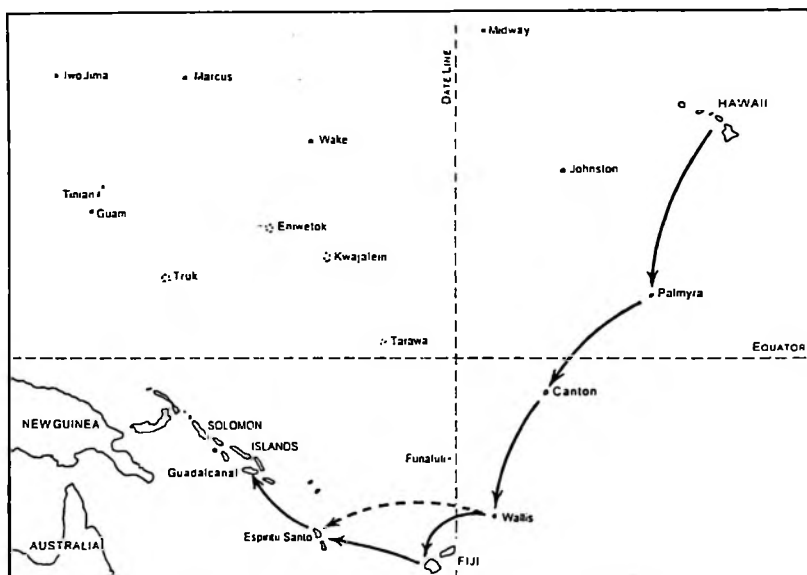 Midway
Iwo Jima
Marcus
DATE LINE
HAWAII
Wake
Johnston
Tinian
Guam
Eniwetok
Kwajalein
Truk
Palmyra
Tarawa
EQUATOR
Canton
NEW GUINEA
SOLOMON
ISLANDS
Guadalcanal
Funafuti
Wallis
Espiritu Santo
FIJI
AUSTRALIA